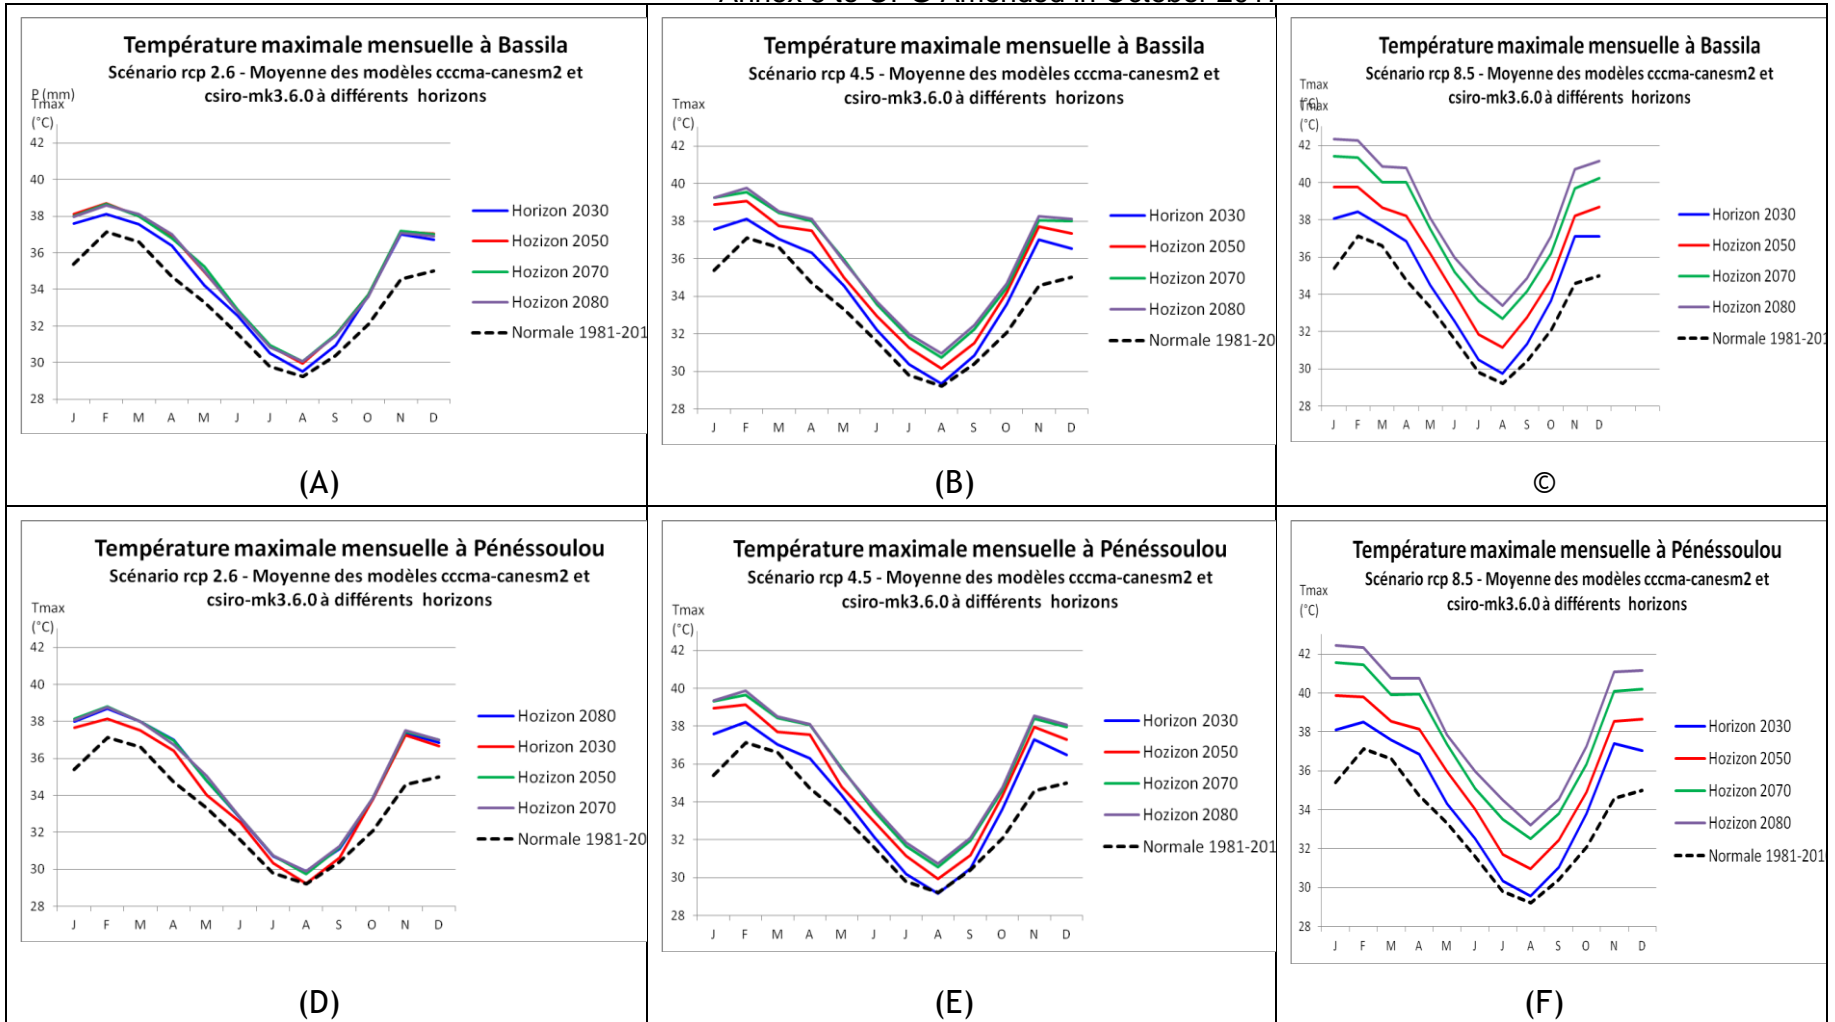 Annex 3 to OPG Amended in October 2017
Température maximale mensuelle à Bassila
Scénario rcp 2.6 - Moyenne des modèles cccma-canesm2 et
csiro-mk3.6.0 à différents horizons
P (mm)
Tmax
(°C)
42
40
38
36
34
32
30
28
J F M A M J J A S O N D
Horizon 2030
Hozizon 2050
Hozizon 2070
Hozizon 2080
Normale 1981-201
(A)
Température maximale mensuelle à Bassila
Scénario rcp 4.5 - Moyenne des modèles cccma-canesm2 et
csiro-mk3.6.0 à différents horizons
Tmax
(°C)
42
40
38
36
34
32
30
28
J F M A M J J A S O N D
Horizon 2030
Hozizon 2050
Hozizon 2070
Hozizon 2080
Normale 1981-20
(B)
Température maximale mensuelle à Bassila
Scénario rcp 8.5 - Moyenne des modèles cccma-canesm2 et
csiro-mk3.6.0 à différents horizons
Tmax
(°C)
Tmax
(°C)
42
40
38
36
34
32
30
28
J F M A M J J A S O N D
Horizon 2030
Hozizon 2050
Hozizon 2070
Hozizon 2080
Normale 1981-201
©
Température maximale mensuelle à Pénéssoulou
Scénario rcp 2.6 - Moyenne des modèles cccma-canesm2 et
csiro-mk3.6.0 à différents horizons
Tmax
(°C)
42
40
38
36
34
32
30
28
J F M A M J J A S O N D
Hozizon 2080
Horizon 2030
Hozizon 2050
Hozizon 2070
Normale 1981-20
(D)
Température maximale mensuelle à Pénéssoulou
Scénario rcp 4.5 - Moyenne des modèles cccma-canesm2 et
csiro-mk3.6.0 à différents horizons
Tmax
(°C)
42
40
38
36
34
32
30
28
J F M A M J J A S O N D
Horizon 2030
Hozizon 2050
Hozizon 2070
Hozizon 2080
Normale 1981-201
(E)
Température maximale mensuelle à Pénéssoulou
Scénario rcp 8.5 - Moyenne des modèles cccma-canesm2 et
csiro-mk3.6.0 à différents horizons
Tmax
(°C)
42
40
38
36
34
32
30
28
J F M A M J J A S O N D
Horizon 2030
Hozizon 2050
Hozizon 2070
Hozizon 2080
Normale 1981-201
(F)